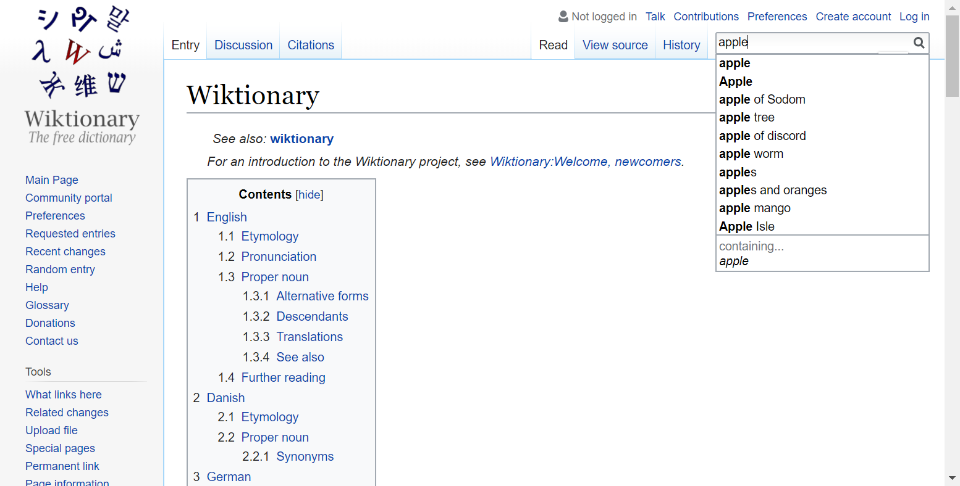 Not logged in Talk Contributions Preferences Create account Log in
Entry Discussion Citations Read View source History apple
シ 말
λ W ش
维 ש
Wiktionary
The free dictionary
Main Page
Community portal
Preferences
Requested entries
Recent changes
Random entry
Help
Glossary
Donations
Contact us
Tools
What links here
Related changes
Upload file
Special pages
Permanent link
Page information
Wiktionary
See also: wiktionary
For an introduction to the Wiktionary project, see Wiktionary:Welcome, newcomers.
Contents [hide]
1 English
1.1 Etymology
1.2 Pronunciation
1.3 Proper noun
1.3.1 Alternative forms
1.3.2 Descendants
1.3.3 Translations
1.3.4 See also
1.4 Further reading
2 Danish
2.1 Etymology
2.2 Proper noun
2.2.1 Synonyms
3 German
apple
Apple
apple of Sodom
apple tree
apple of discord
apple worm
apples
apples and oranges
apple mango
Apple Isle
containing...
apple